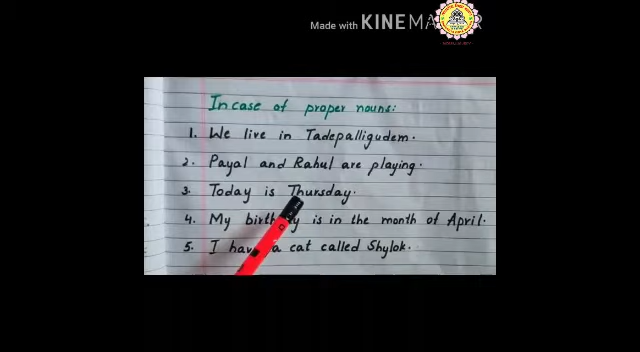 Made with KINEMASTER
In case of proper nouns:
1. We live in Tadepalligudem.
2. Payal and Rahul are playing.
3. Today is Thursday.
4. My birthday is in the month of April.
5. I have a cat called Shylok.